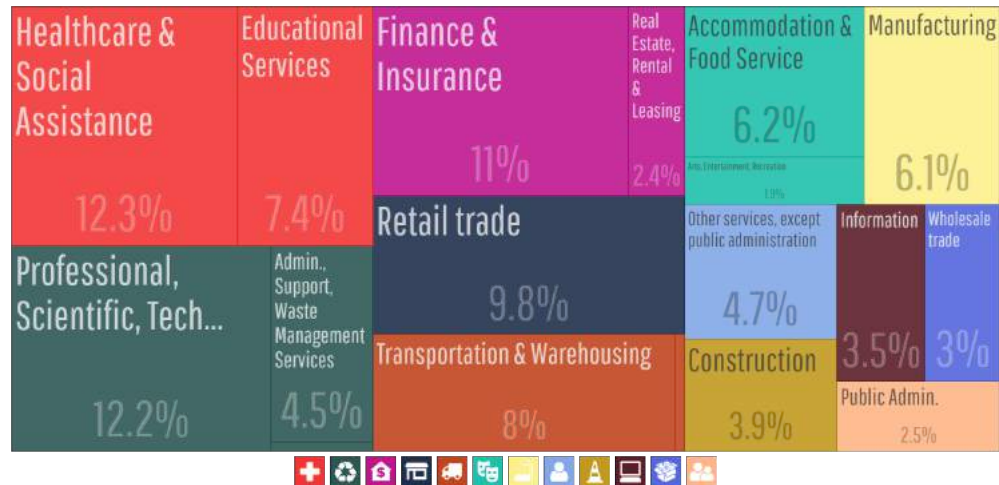 Healthcare &
Social
Assistance
12.3%
Educational
Services
7.4%
Finance &
Insurance
11%
Real
Estate,
Rental
&
Leasing
2.4%
Accommodation &
Food Service
6.2%
Arts, Entertainment, Recreation
1.9%
Manufacturing
6.1%
Professional,
Scientific, Tech...
12.2%
Admin.,
Support,
Waste
Management
Services
4.5%
Retail trade
9.8%
Transportation & Warehousing
8%
Other services, except
public administration
4.7%
Information
3.5%
Wholesale
trade
3%
Construction
3.9%
Public Admin.
2.5%